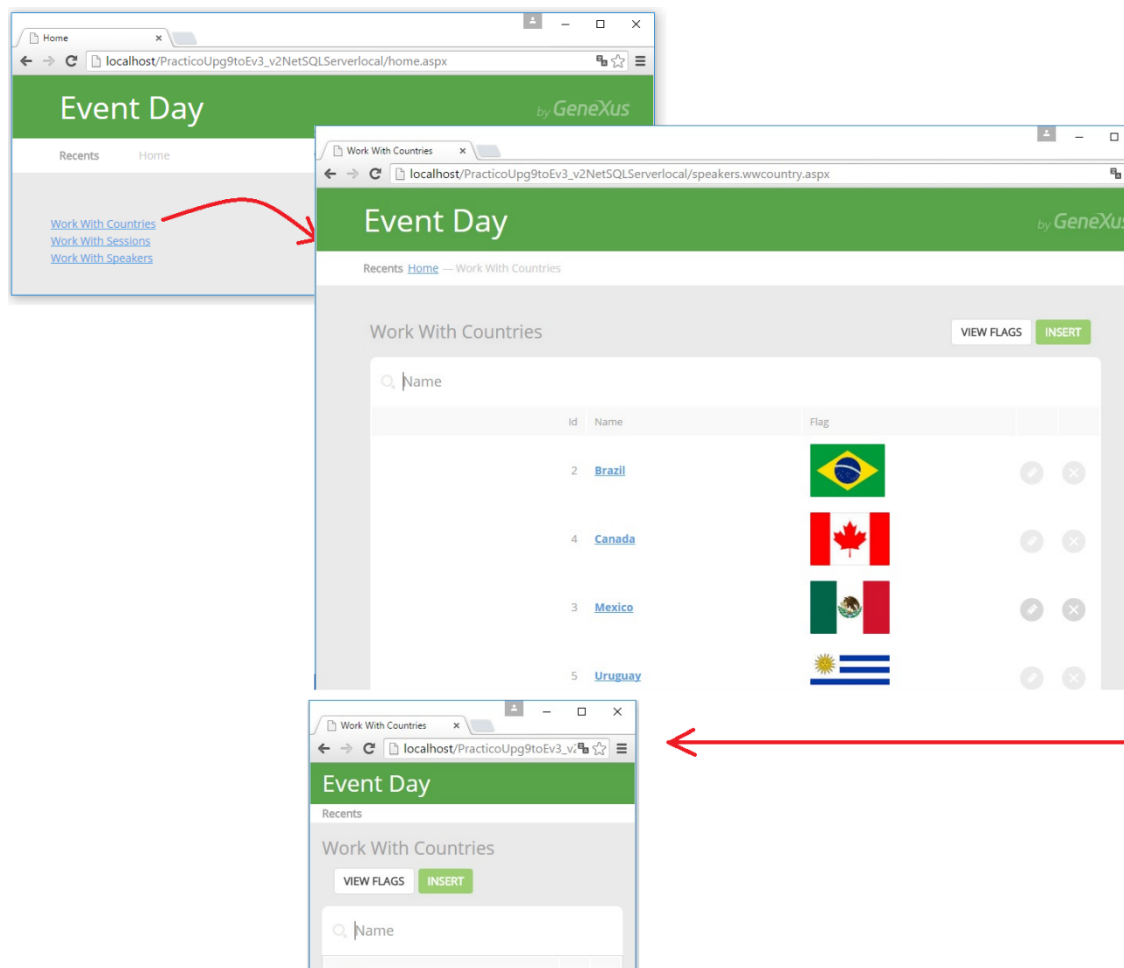 Home
localhost/PracticoUpg9toEv3_v2NetSQLServerlocal/home.aspx
Event Day
by GeneXus
Recents Home
Work With Countries
Work With Sessions
Work With Speakers
Work With Countries
localhost/PracticoUpg9toEv3_v2NetSQLServerlocal/speakers.wwcountry.aspx
Event Day
by GeneXus
Recents Home — Work With Countries
Work With Countries
VIEW FLAGS INSERT
Name
Id Name Flag
2 Brazil
4 Canada
3 Mexico
5 Uruguay
Work With Countries
localhost/PracticoUpg9toEv3_v2
Event Day
Recents
Work With Countries
VIEW FLAGS INSERT
Name